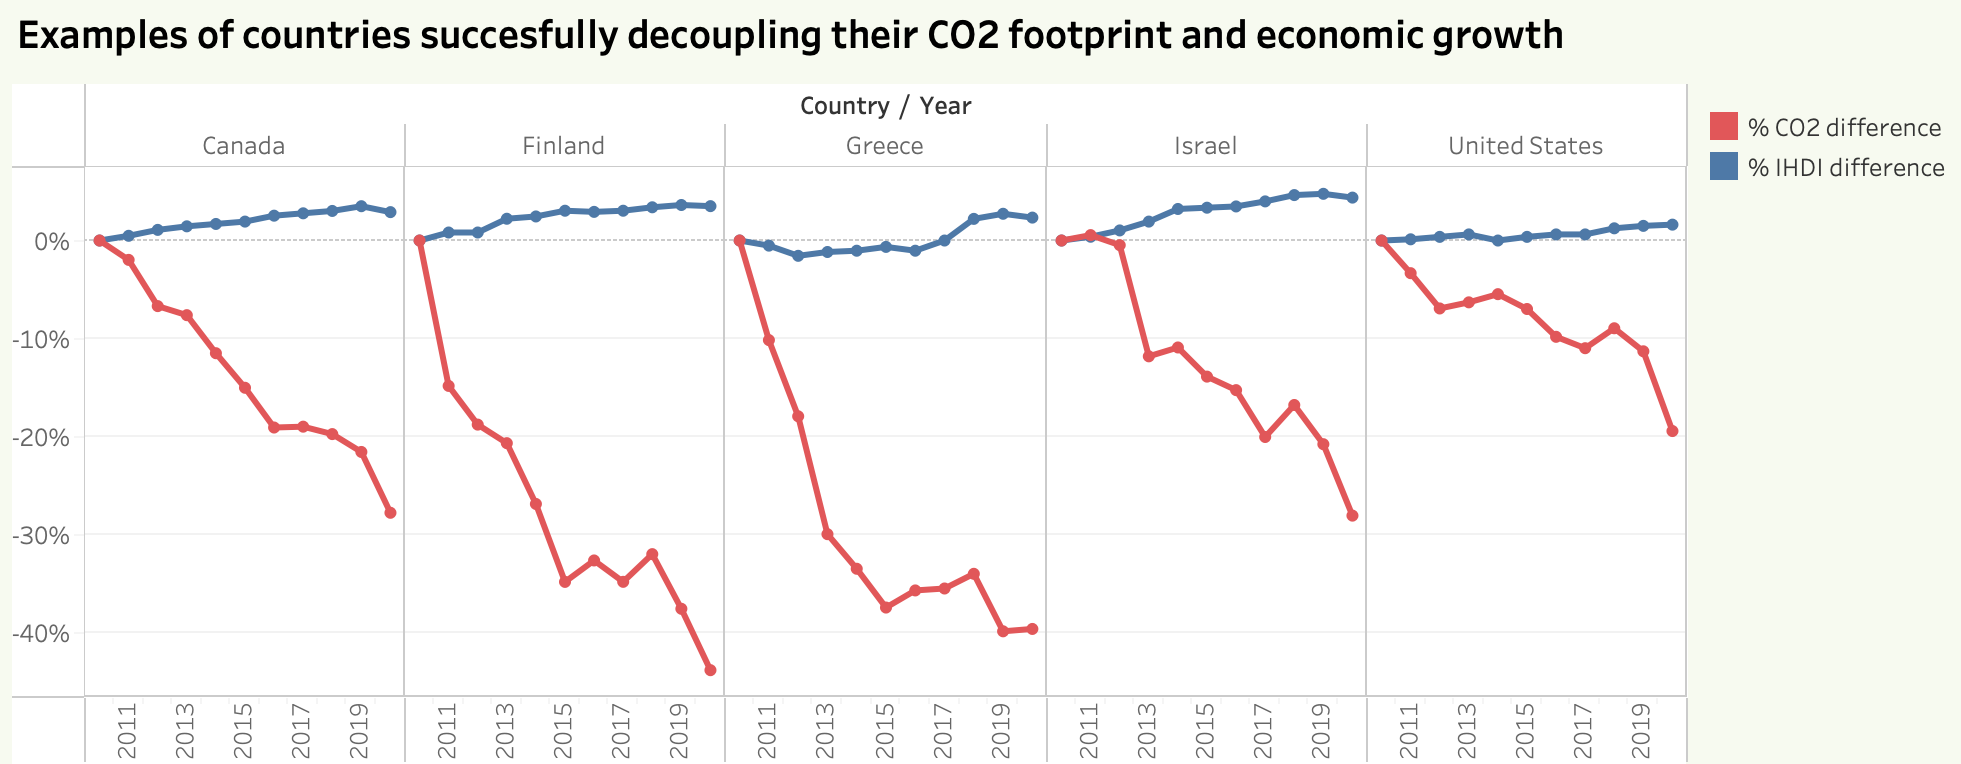 Examples of countries succesfully decoupling their CO2 footprint and economic growth
Country / Year
Canada Finland Greece Israel United States
% CO2 difference
% IHDI difference
0%
-10%
-20%
-30%
-40%
2011 2013 2015 2017 2019 2011 2013 2015 2017 2019 2011 2013 2015 2017 2019 2011 2013 2015 2017 2019 2011 2013 2015 2017 2019